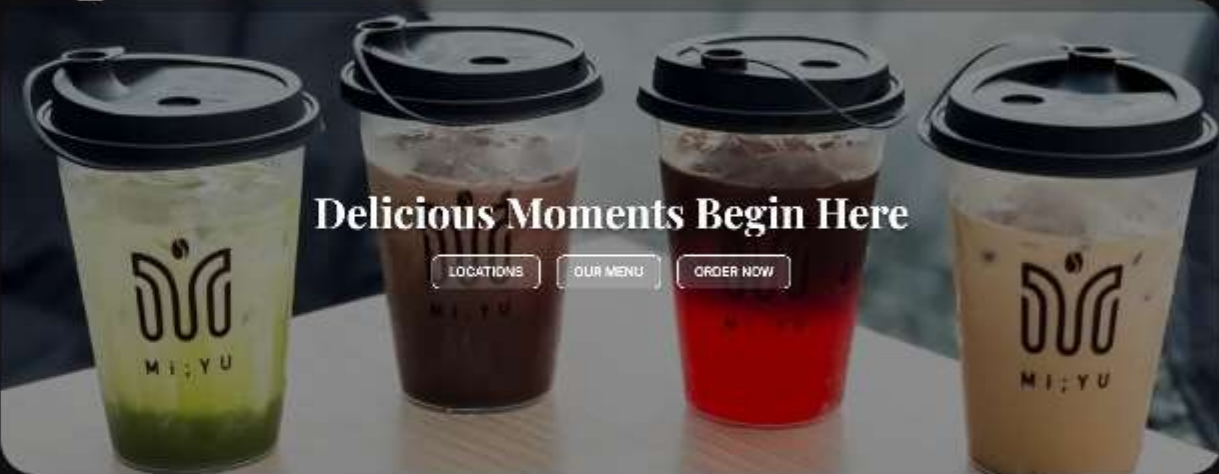 Delicious Moments Begin Here
LOCATIONS
OUR MENU
ORDER NOW
Mi;YU
Mi;YU
Mi;YU